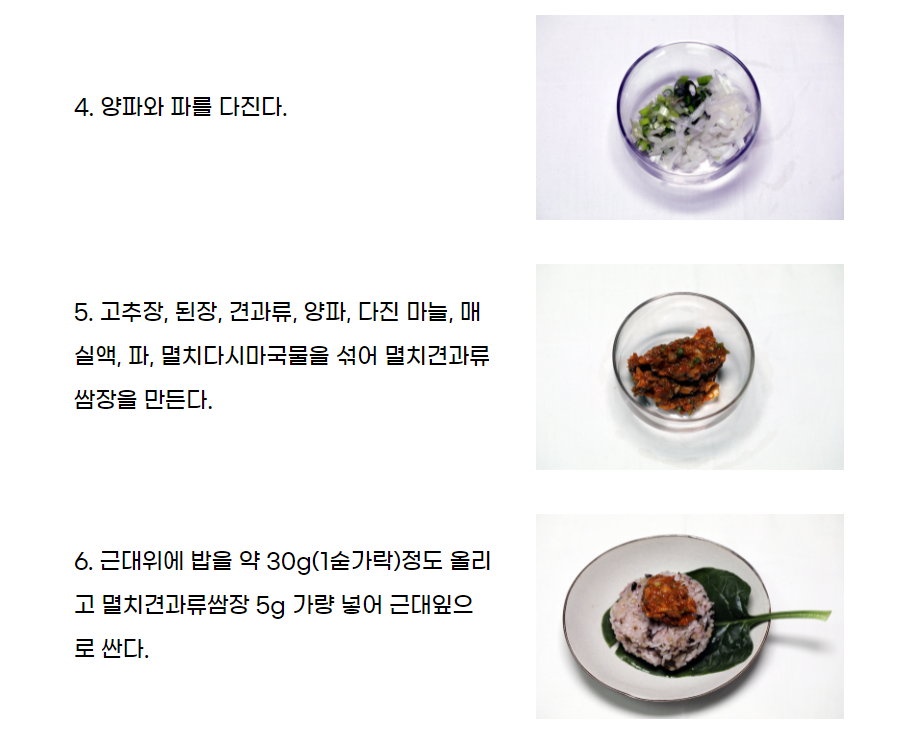 4. 양파와 파를 다진다.
5. 고추장, 된장, 견과류, 양파, 다진 마늘, 매
실액, 파, 멸치다시마국물을 섞어 멸치견과류
쌈장을 만든다.
6. 근대위에 밥을 약 30g(1숟가락)정도 올리
고 멸치견과류쌈장 5g 가량 넣어 근대잎으
로 싼다.